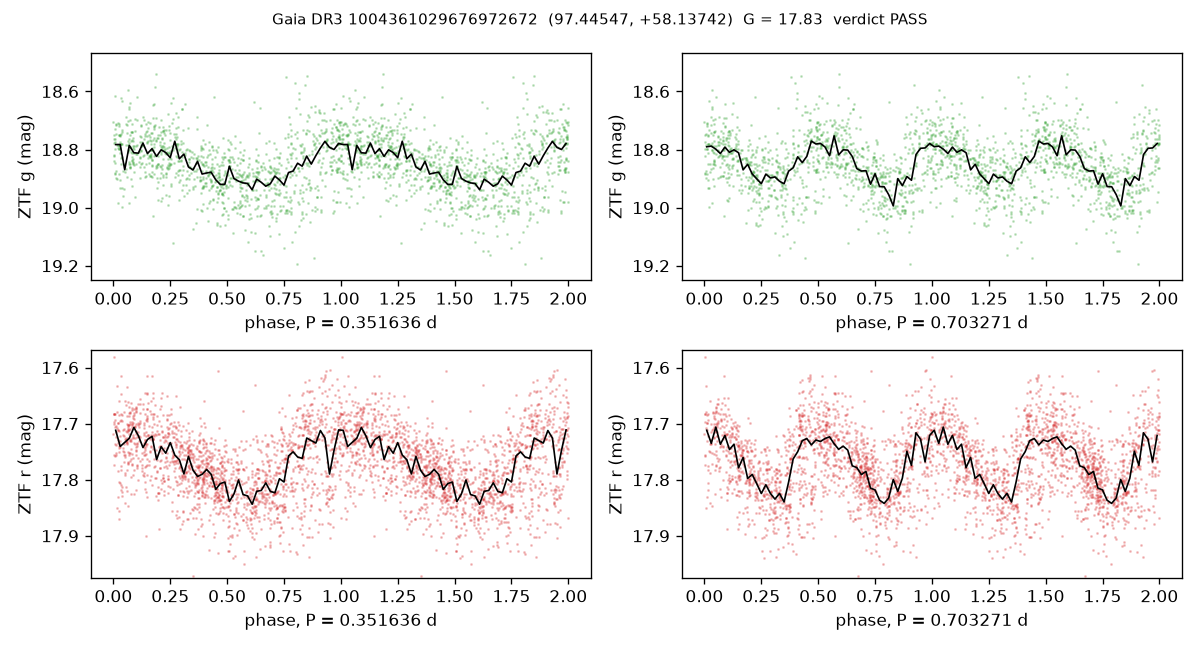 Gaia DR3 1004361029676972672  (97.44547, +58.13742)  G = 17.83  verdict PASS
ZTF g (mag)
18.6
18.8
19.0
19.2
0.00 0.25 0.50 0.75 1.00 1.25 1.50 1.75 2.00
phase, P = 0.351636 d
ZTF g (mag)
18.6
18.8
19.0
19.2
0.00 0.25 0.50 0.75 1.00 1.25 1.50 1.75 2.00
phase, P = 0.703271 d
ZTF r (mag)
17.6
17.7
17.8
17.9
0.00 0.25 0.50 0.75 1.00 1.25 1.50 1.75 2.00
phase, P = 0.351636 d
ZTF r (mag)
17.6
17.7
17.8
17.9
0.00 0.25 0.50 0.75 1.00 1.25 1.50 1.75 2.00
phase, P = 0.703271 d